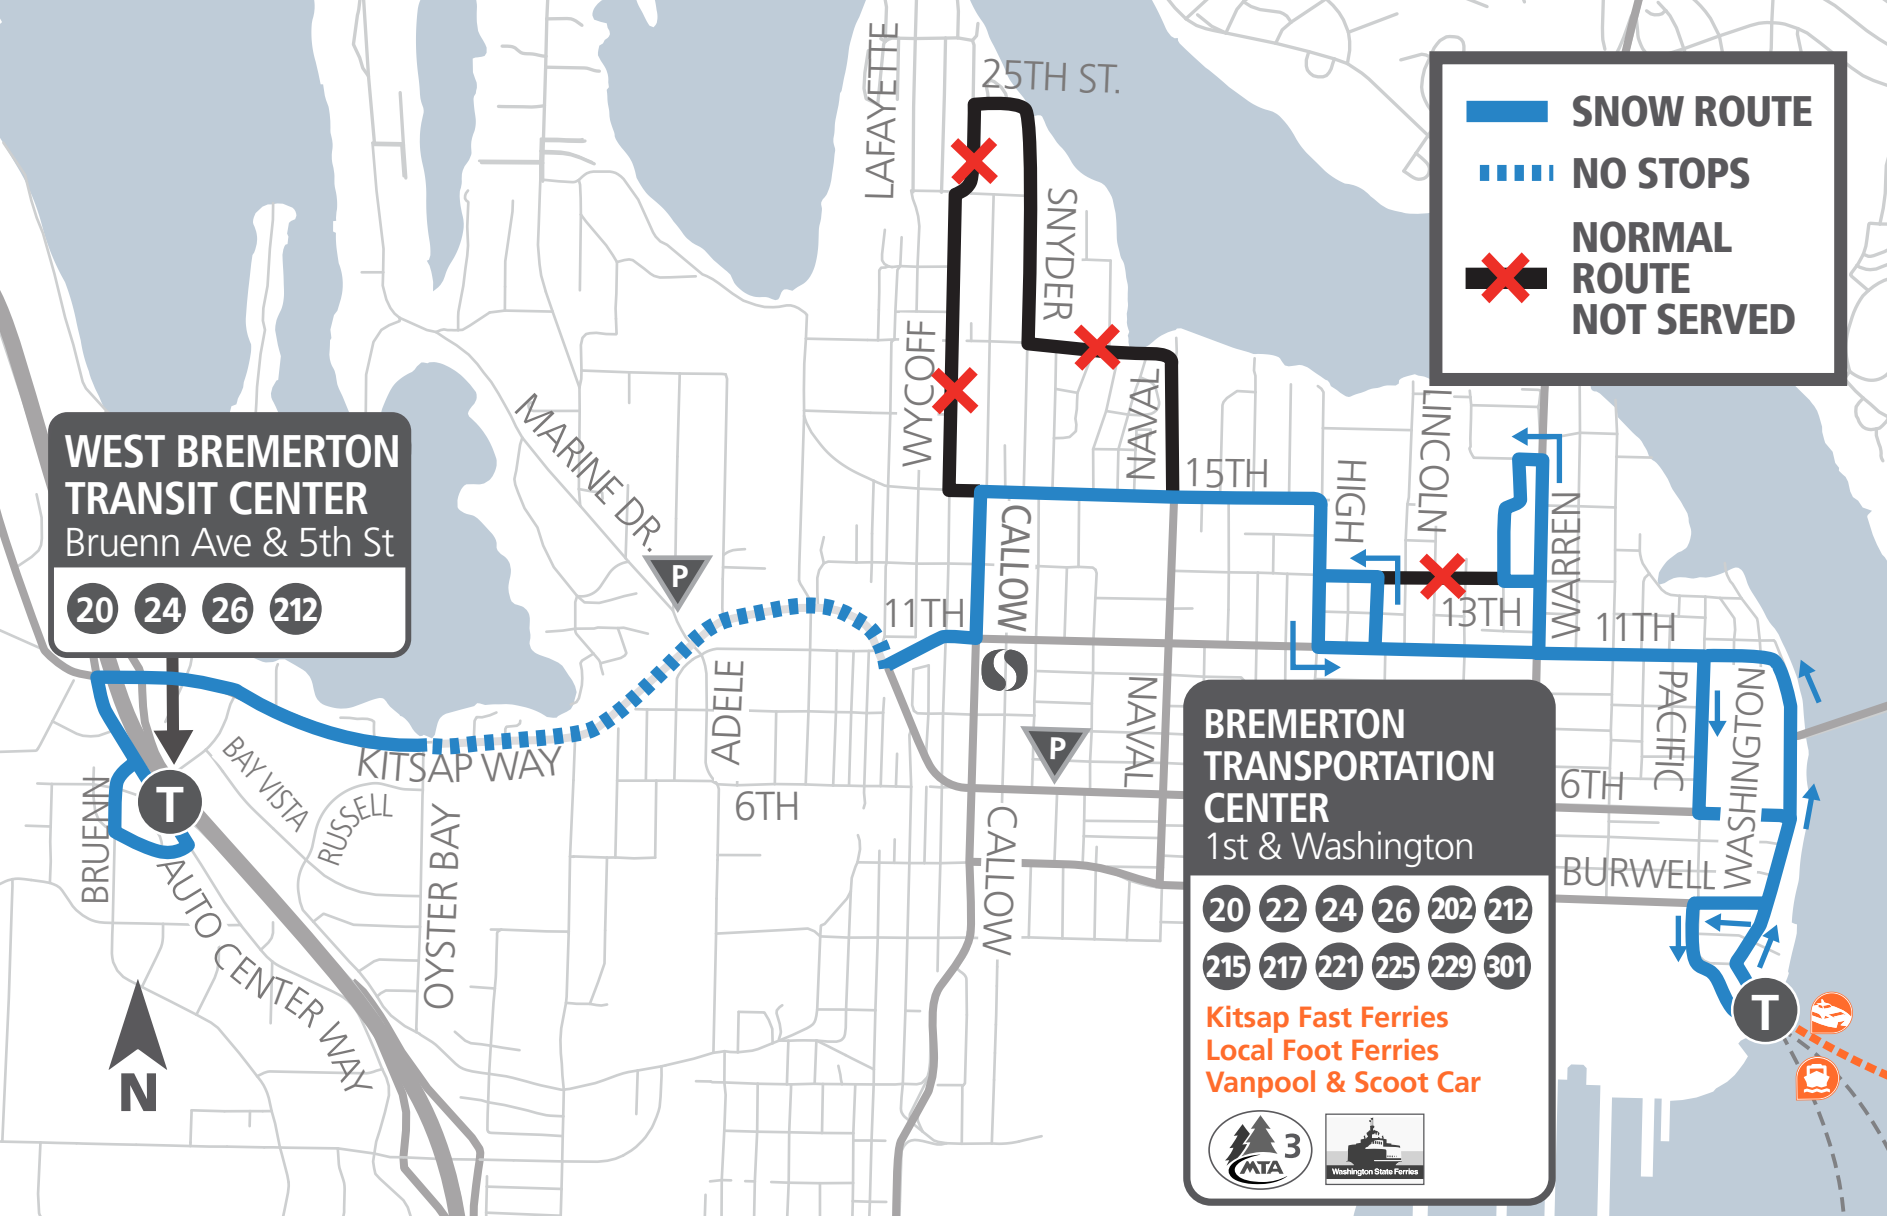 LAFAYETTE
25TH ST.
SNYDER
WYCOFF
MARINE DR.
NAVAL
15TH
HIGH
LINCOLN
WARREN
SNOW ROUTE
NO STOPS
NORMAL
ROUTE
NOT SERVED
WEST BREMERTON
TRANSIT CENTER
Bruenn Ave & 5th St
20 24 26 212
P
11TH
CALLOW
13TH
11TH
ADELE
NAVAL
PACIFIC
WASHINGTON
P
BAY VISTA
KITSAP WAY
RUSSELL
BRUENN
T
6TH
6TH
OYSTER BAY
CALLOW
BURWELL
AUTO CENTER WAY
BREMERTON
TRANSPORTATION
CENTER
1st & Washington
20 22 24 26 202 212
215 217 221 225 229 301
Kitsap Fast Ferries
Local Foot Ferries
Vanpool & Scoot Car
MTA 3
Washington State Ferries
T
N